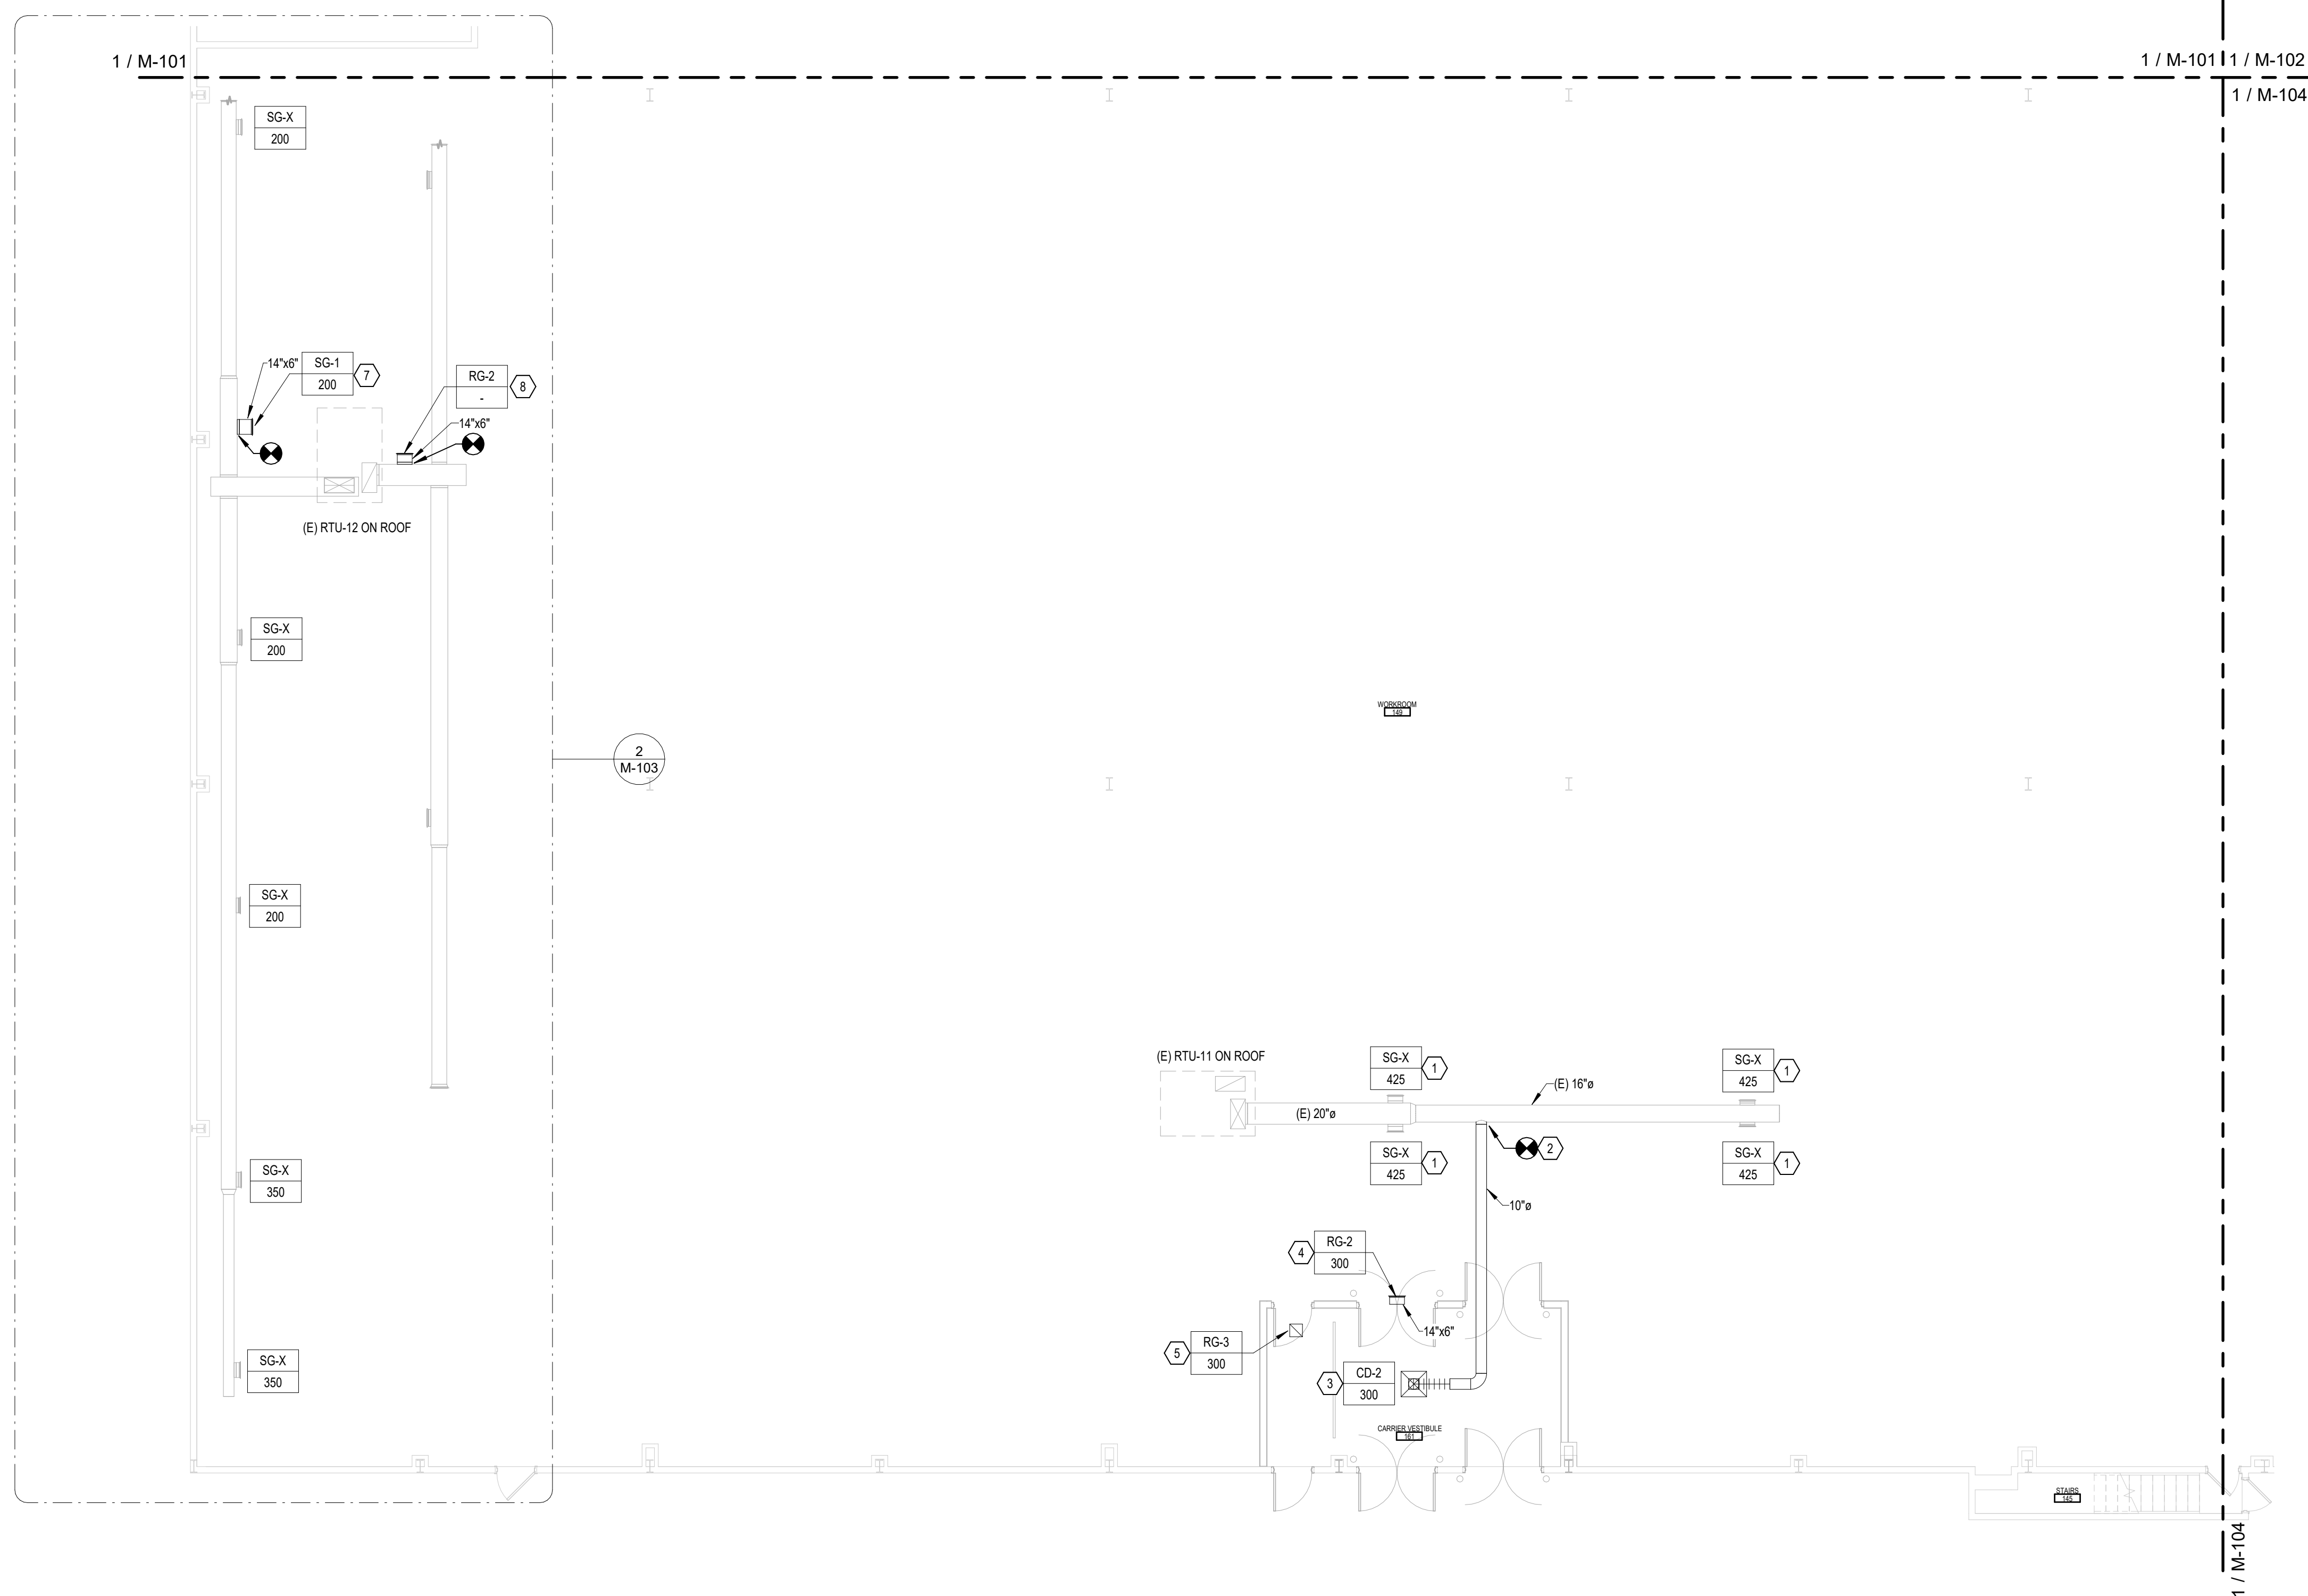 1 / M-101
1 / M-101
1 / M-102
1 / M-104
SG-X
200
14"x6"
SG-1
200
7
RG-2
-
8
14"x6"
(E) RTU-12 ON ROOF
SG-X
200
WORKROOM
149
2
M-103
SG-X
200
(E) RTU-11 ON ROOF
SG-X
425
1
SG-X
425
1
(E) 16"ø
(E) 20"ø
SG-X
425
1
2
SG-X
425
1
SG-X
350
10"ø
4
RG-2
300
14"x6"
5
RG-3
300
SG-X
350
3
CD-2
300
CARRIER VESTIBULE
161
STAIRS
145
1 / M-104